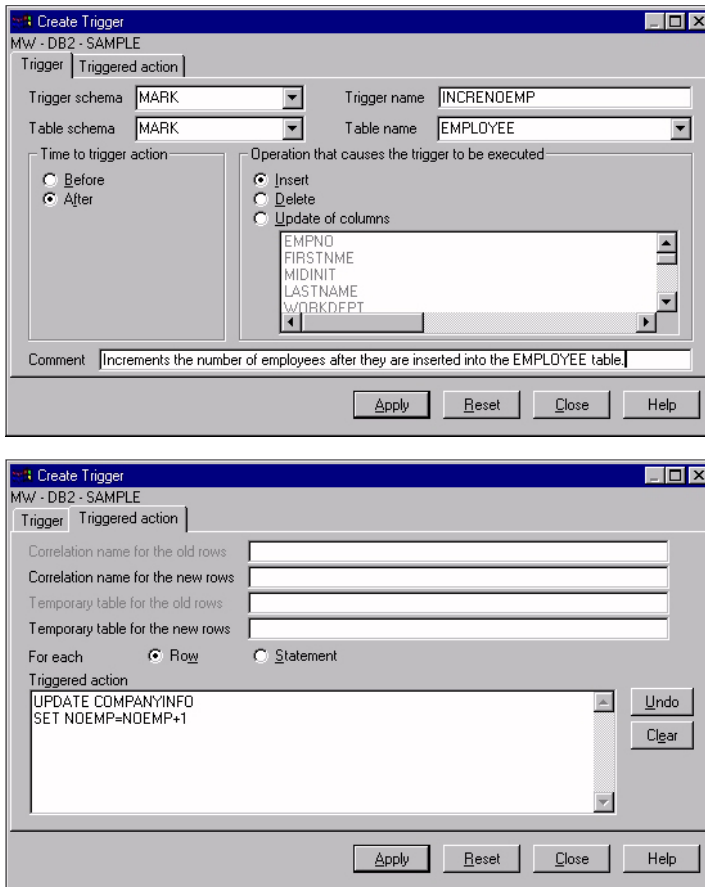 Create Trigger
MW - DB2 - SAMPLE
Trigger Triggered action
Trigger schema MARK Trigger name INCRENOEMP
Table schema MARK Table name EMPLOYEE
Time to trigger action Operation that causes the trigger to be executed
Before Insert
After Delete
Update of columns
EMPNO
FIRSTNME
MIDINIT
LASTNAME
WORKDEPT
Comment Increments the number of employees after they are inserted into the EMPLOYEE table.
Apply Reset Close Help
Create Trigger
MW - DB2 - SAMPLE
Trigger Triggered action
Correlation name for the old rows
Correlation name for the new rows
Temporary table for the old rows
Temporary table for the new rows
For each Row Statement
Triggered action
UPDATE COMPANYINFO Undo
SET NOEMP=NOEMP+1
Clear
Apply Reset Close Help